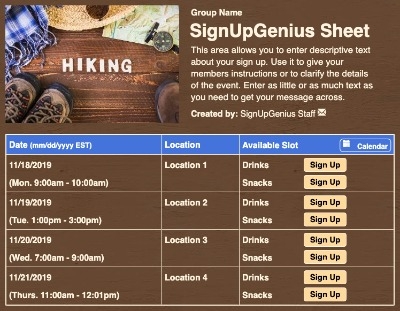 HIKING
Group Name
SignUpGenius Sheet
This area allows you to enter descriptive text
about your sign up. Use it to give your
members instructions or to clarify the details
of the event. Enter as little or as much text as
you need to get your message across.
Created by: SignUpGenius Staff
Date (mm/dd/yyyy EST) Location Available Slot Calendar
11/18/2019 Location 1 Drinks Sign Up
(Mon. 9:00am - 10:00am) Snacks Sign Up
11/19/2019 Location 2 Drinks Sign Up
(Tue. 1:00pm - 3:00pm) Snacks Sign Up
11/20/2019 Location 3 Drinks Sign Up
(Wed. 7:00am - 9:00am) Snacks Sign Up
11/21/2019 Location 4 Drinks Sign Up
(Thurs. 11:00am - 12:01pm) Snacks Sign Up